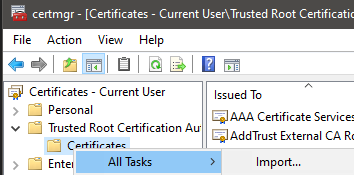 certmgr - [Certificates - Current User\Trusted Root Certification
File Action View Help
Certificates - Current User
Personal
Trusted Root Certification Au
Certificates
Enter
Issued To
AAA Certificate Services
AddTrust External CA Ro
All Tasks
Import...